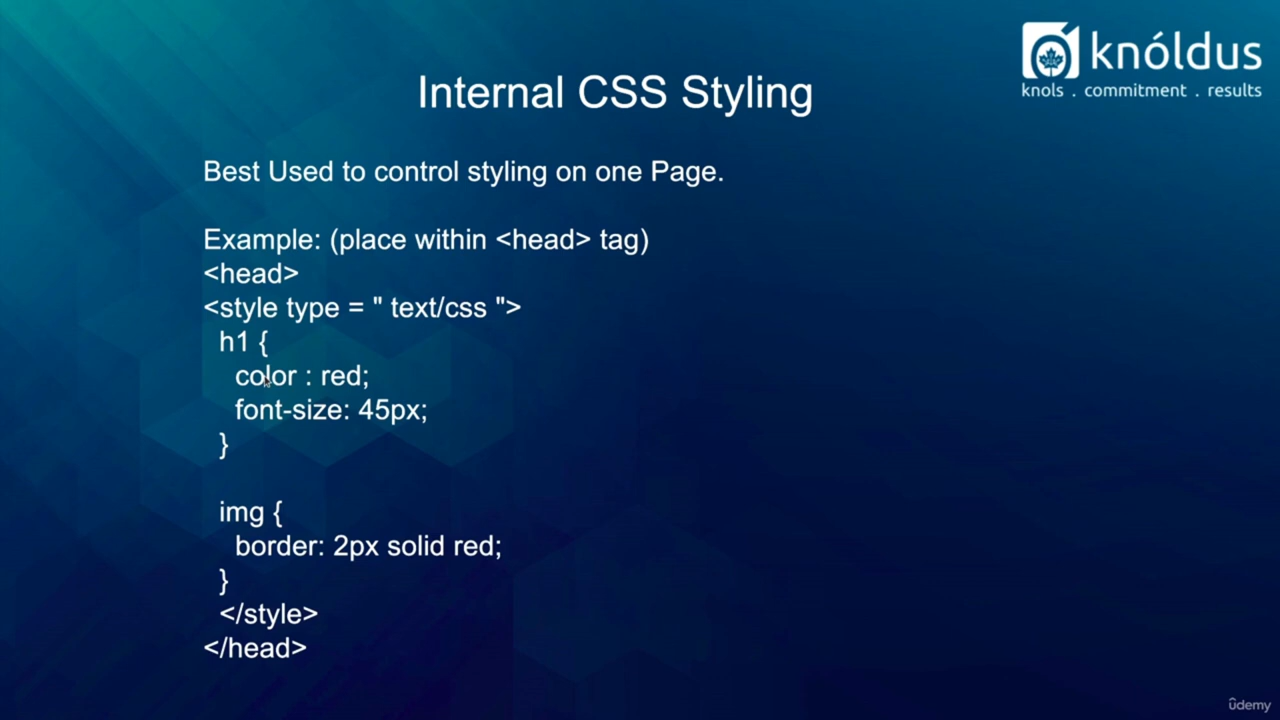 knóldus
knols . commitment . results
Internal CSS Styling
Best Used to control styling on one Page.
Example: (place within <head> tag)
<head>
<style type = " text/css ">
h1 {
color : red;
font-size: 45px;
}
img {
border: 2px solid red;
}
</style>
</head>
ûdemy